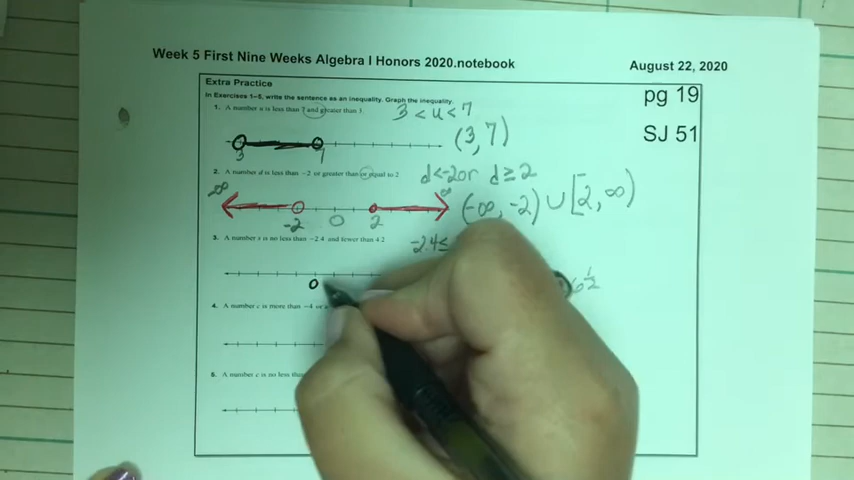 Week 5 First Nine Weeks Algebra I Honors 2020.notebook August 22, 2020
Extra Practice
In Exercises 1–5, write the sentence as an inequality. Graph the inequality.
pg 19
1. A number u is less than 7 and greater than 3 3 < u < 7
SJ 51
(3, 7)
3 7
2. A number d is less than −2 or greater than or equal to 2 d < -2 or d ≥ 2
-∞ ∞ (-∞, -2) ∪ [2, ∞)
-2 0 2
3. A number s is no less than −2.4 and fewer than 4.2 -2.4 ≤
0
1/2
4. A number c is more than −4 or
5. A number c is no less than